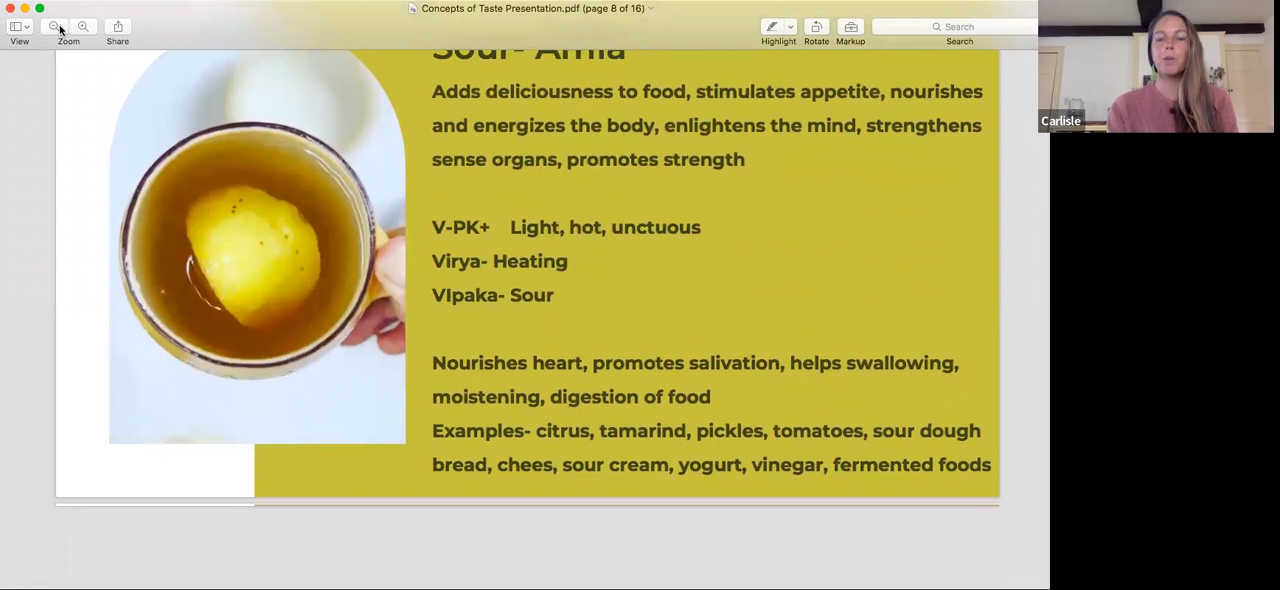 Concepts of Taste Presentation.pdf (page 8 of 16)
View
Zoom
Share
Highlight
Rotate
Markup
Search
Search
Carlisle
Sour- Amla
Adds deliciousness to food, stimulates appetite, nourishes
and energizes the body, enlightens the mind, strengthens
sense organs, promotes strength
V-PK+ Light, hot, unctuous
Virya- Heating
VIpaka- Sour
Nourishes heart, promotes salivation, helps swallowing,
moistening, digestion of food
Examples- citrus, tamarind, pickles, tomatoes, sour dough
bread, chees, sour cream, yogurt, vinegar, fermented foods